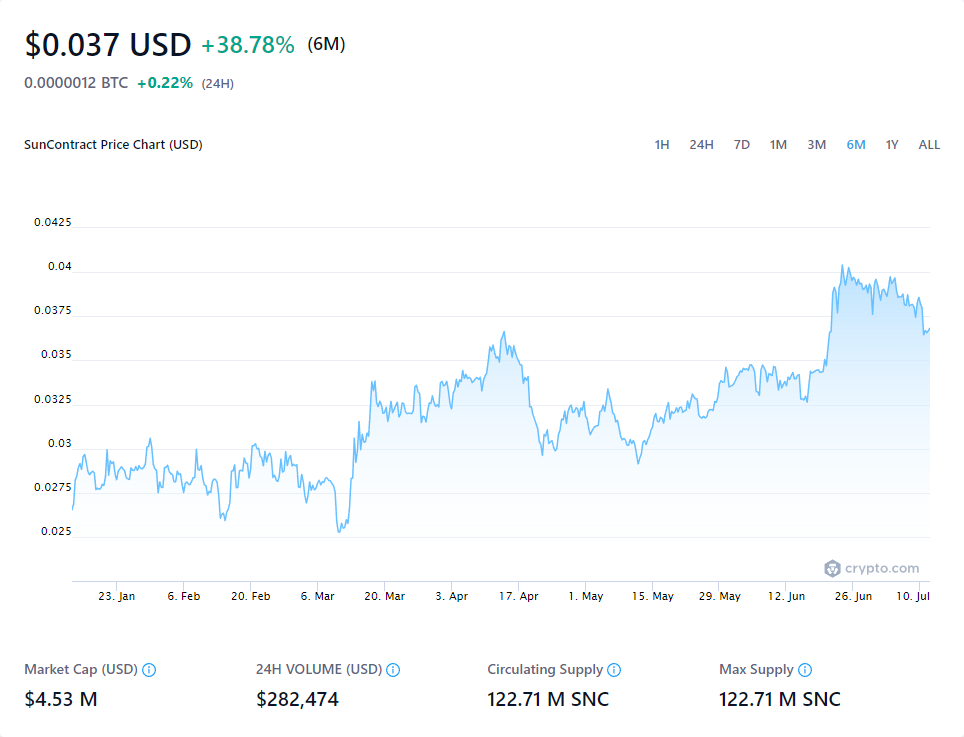 $0.037 USD +38.78% (6M)
0.0000012 BTC +0.22% (24H)
SunContract Price Chart (USD) 1H 24H 7D 1M 3M 6M 1Y ALL
0.0425
0.04
0.0375
0.035
0.0325
0.03
0.0275
0.025
crypto.com
23. Jan 6. Feb 20. Feb 6. Mar 20. Mar 3. Apr 17. Apr 1. May 15. May 29. May 12. Jun 26. Jun 10. Jul
Market Cap (USD) 24H VOLUME (USD) Circulating Supply Max Supply
$4.53 M $282,474 122.71 M SNC 122.71 M SNC